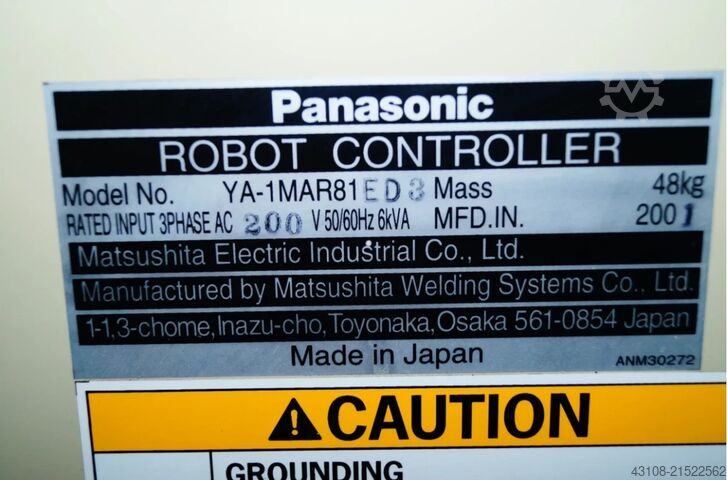 Panasonic
ROBOT CONTROLLER
Model No. YA-1MAR81ED3 Mass 48kg
RATED INPUT 3PHASE AC 200 V 50/60Hz 6kVA MFD.IN. 2001
Matsushita Electric Industrial Co., Ltd.
Manufactured by Matsushita Welding Systems Co., Ltd.
1-1,3-chome,Inazu-cho,Toyonaka,Osaka 561-0854 Japan
Made in Japan ANM30272
⚠CAUTION
GROUNDING
43108-21522562